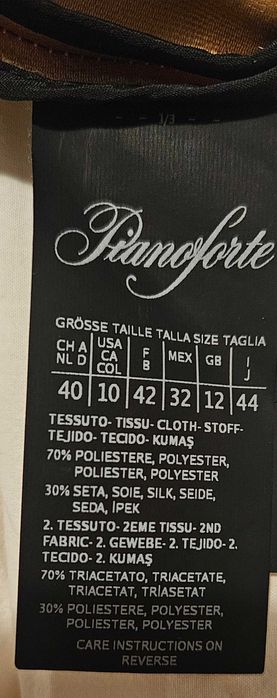 - - 1/3 - -
Pianoforte
GRÖSSE TAILLE TALLA SIZE TAGLIA
CH A NL D | USA CA COL | F B | MEX | GB | I J
40 | 10 | 42 | 32 | 12 | 44
TESSUTO- TISSU- CLOTH- STOFF-
TEJIDO- TECIDO- KUMAŞ
70% POLIESTERE, POLYESTER,
POLIESTER, POLYESTER
30% SETA, SOIE, SILK, SEIDE,
SEDA, İPEK
2. TESSUTO- 2EME TISSU- 2ND
FABRIC- 2. GEWEBE- 2. TEJIDO- 2.
TECIDO- 2. KUMAŞ
70% TRIACETATO, TRIACETATE,
TRIACETAT, TRİASETAT
30% POLIESTERE, POLYESTER,
POLIESTER, POLYESTER
CARE INSTRUCTIONS ON
REVERSE